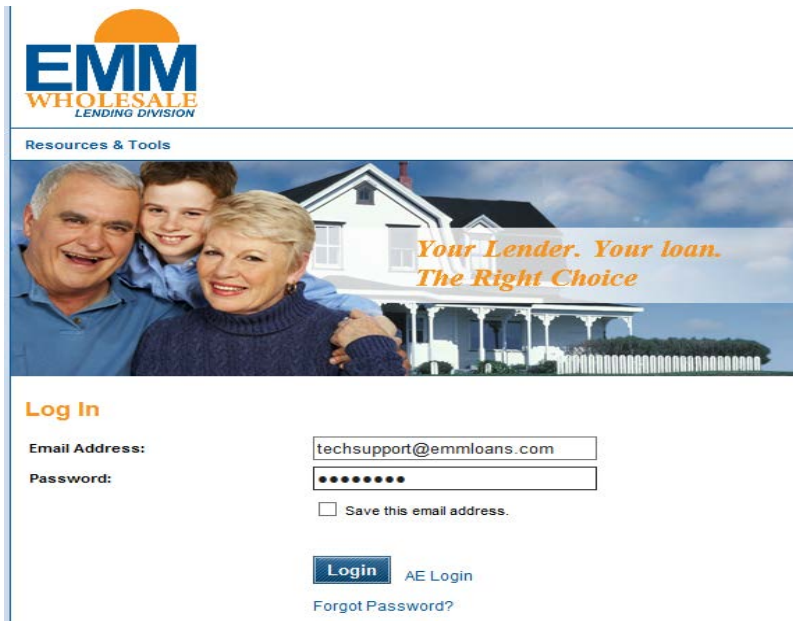 EMM
WHOLESALE
LENDING DIVISION
Resources & Tools
Your Lender. Your loan.
The Right Choice
Log In
Email Address:
techsupport@emmloans.com
Password:
••••••••
Save this email address.
Login AE Login
Forgot Password?